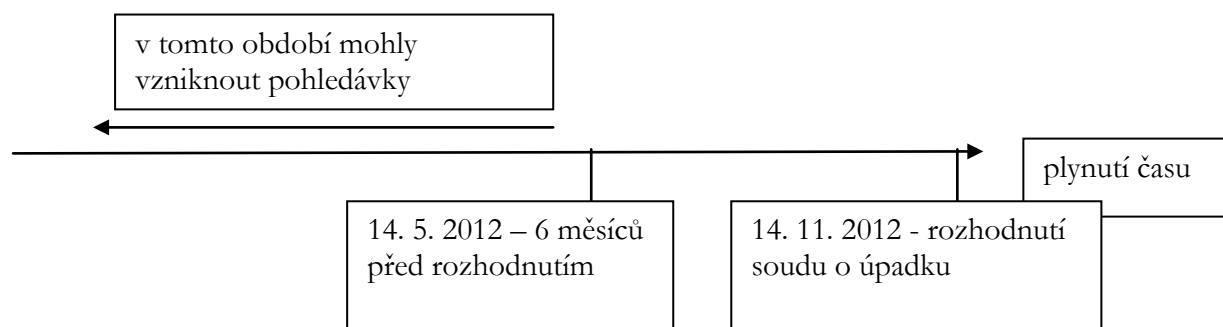 v tomto období mohly
vzniknout pohledávky
plynutí času
14. 5. 2012 – 6 měsíců
před rozhodnutím
14. 11. 2012 - rozhodnutí
soudu o úpadku